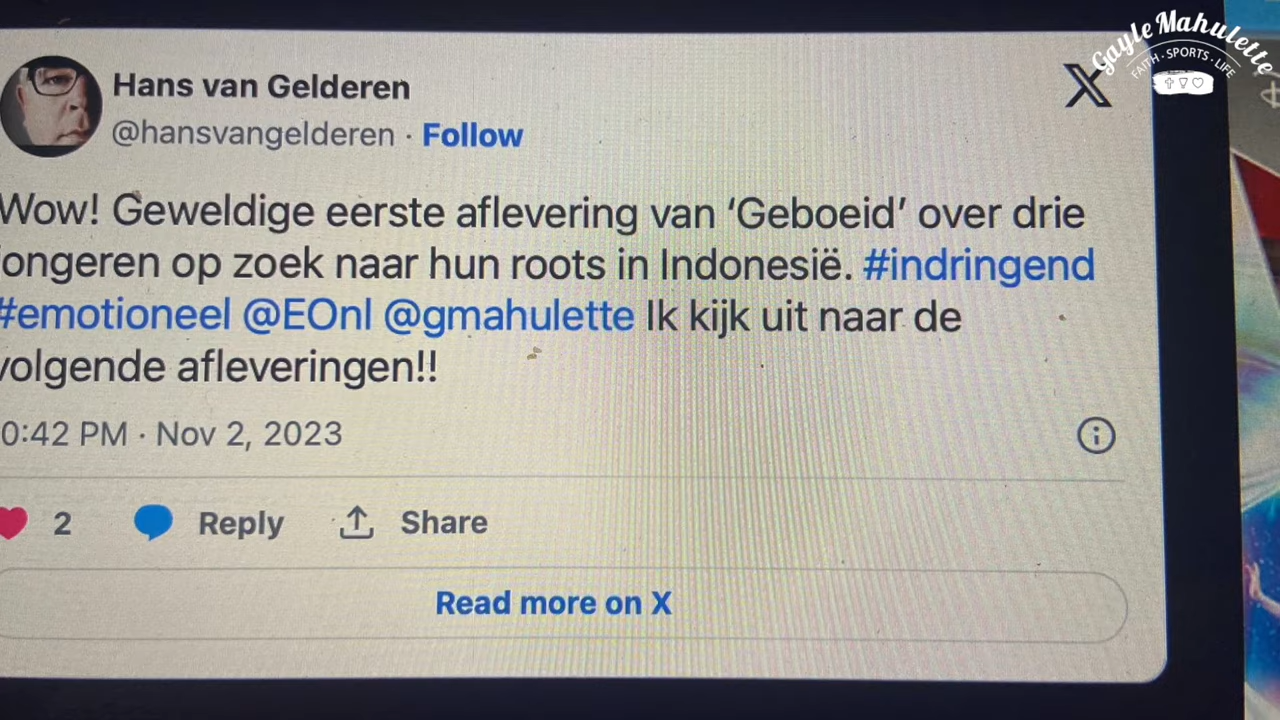 Gayle Mahulette
FAITH · SPORTS · LIFE
Hans van Gelderen
@hansvangelderen · Follow
Wow! Geweldige eerste aflevering van ‘Geboeid’ over drie
ongeren op zoek naar hun roots in Indonesië. #indringend
#emotioneel @EOnl @gmahulette Ik kijk uit naar de
volgende afleveringen!!
0:42 PM · Nov 2, 2023
2 Reply Share
Read more on X